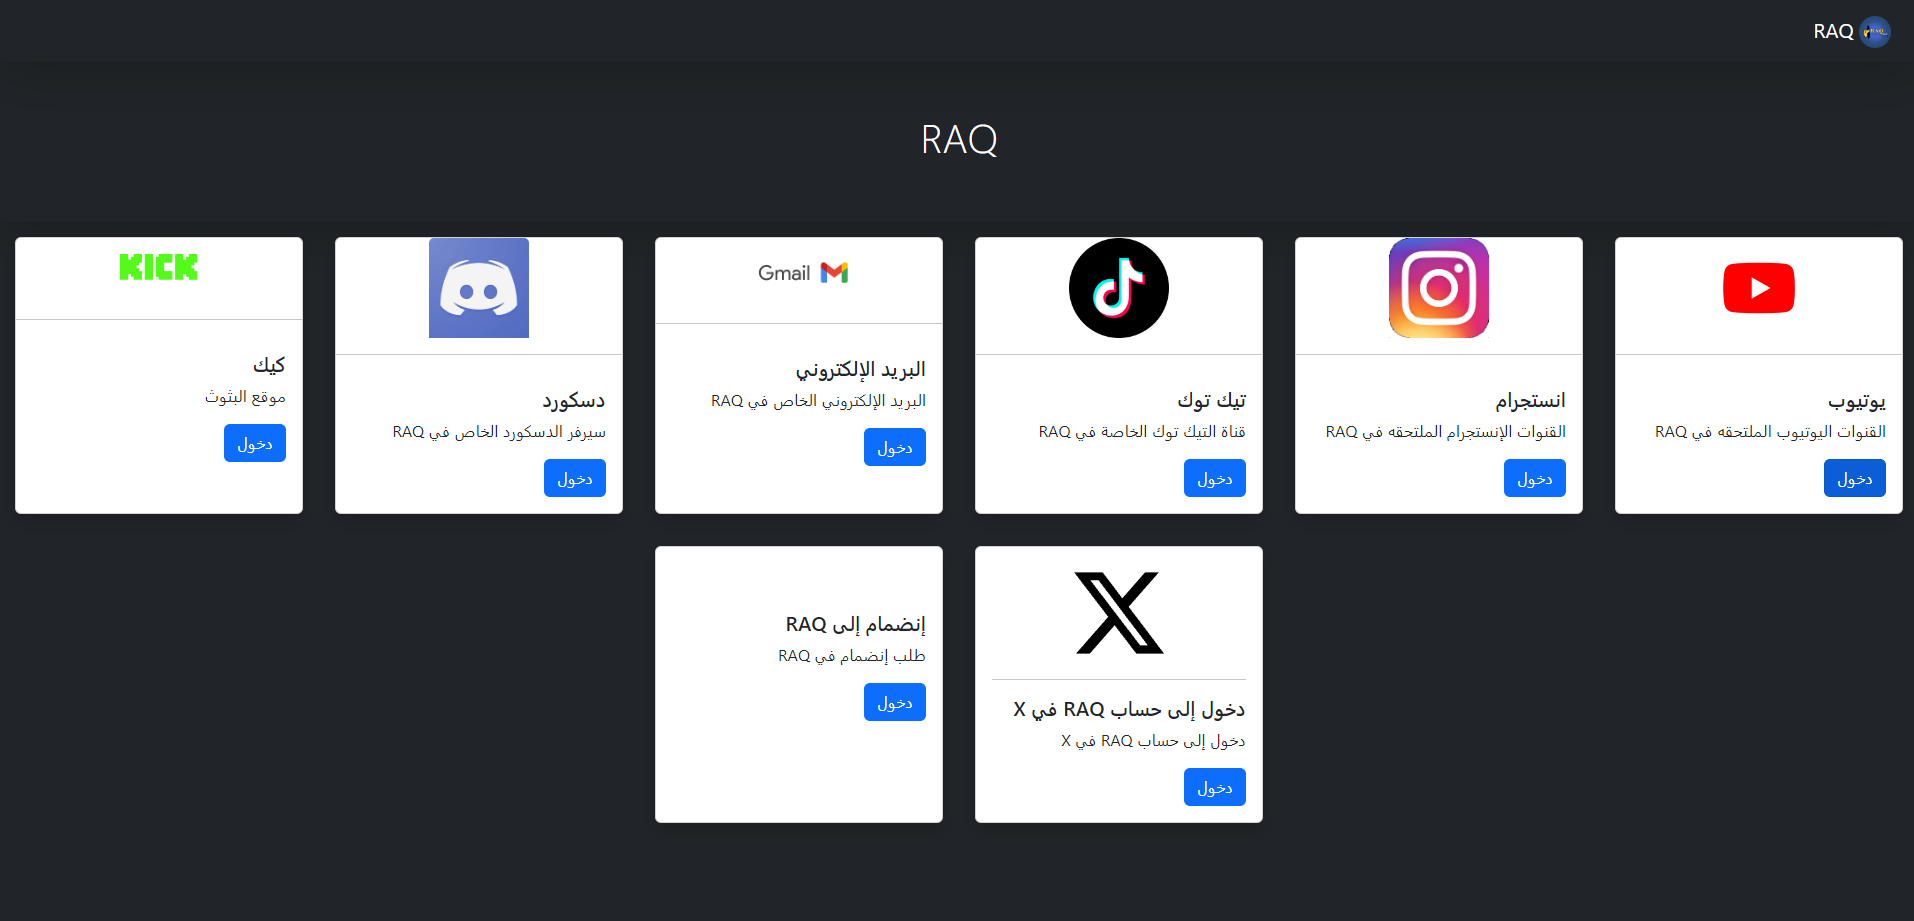 RAQ
RAQ
يوتيوب
القنوات اليوتيوب الملتحقه في RAQ
دخول
انستجرام
القنوات الإنستجرام الملتحقه في RAQ
دخول
تيك توك
قناة التيك توك الخاصة في RAQ
دخول
Gmail
البريد الإلكتروني
البريد الإلكتروني الخاص في RAQ
دخول
دسكورد
سيرفر الدسكورد الخاص في RAQ
دخول
KICK
كيك
موقع البثوث
دخول
X
دخول إلى حساب RAQ في X
دخول إلى حساب RAQ في X
دخول
إنضمام إلى RAQ
طلب إنضمام في RAQ
دخول